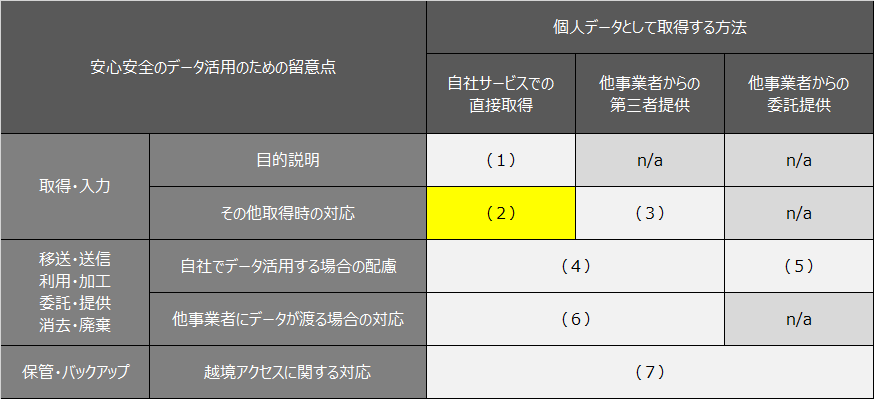 個人データとして取得する方法
安心安全のデータ活用のための留意点
自社サービスでの
直接取得
他事業者からの
第三者提供
他事業者からの
委託提供
取得・入力
目的説明
（１）
n/a
n/a
その他取得時の対応
（２）
（３）
n/a
移送・送信
利用・加工
委託・提供
消去・廃棄
自社でデータ活用する場合の配慮
（４）
（５）
他事業者にデータが渡る場合の対応
（６）
n/a
保管・バックアップ
越境アクセスに関する対応
（７）